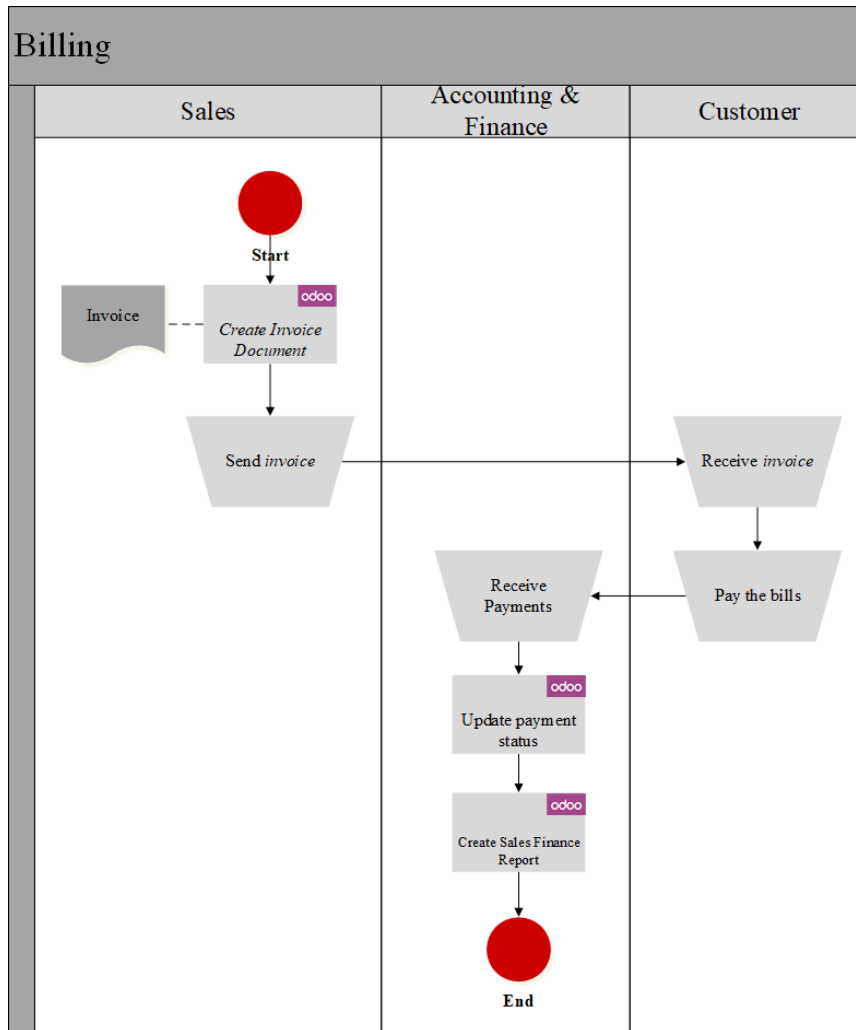 Billing
Sales
Accounting &
Finance
Customer
Start
Invoice
odoo
Create Invoice
Document
Send invoice
Receive invoice
Receive
Payments
Pay the bills
odoo
Update payment
status
odoo
Create Sales Finance
Report
End